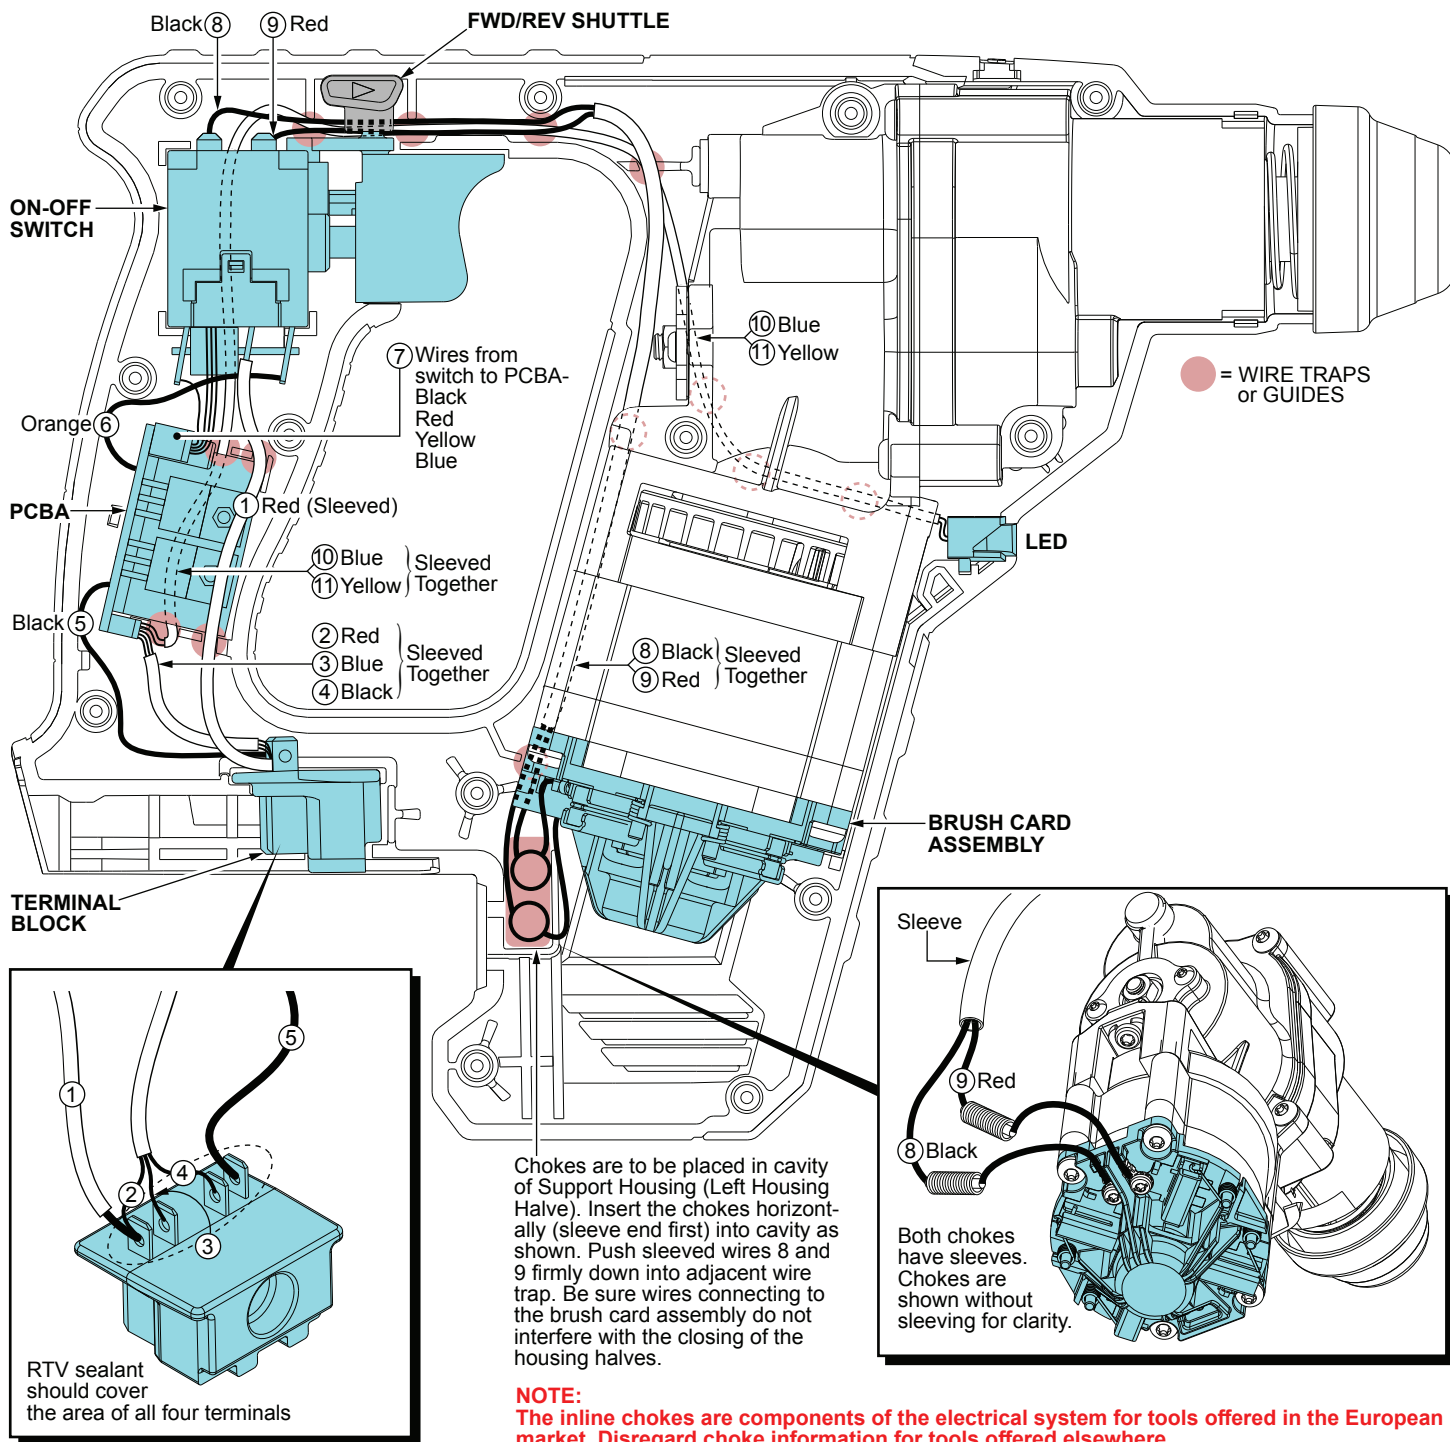 Black 8
9 Red
FWD/REV SHUTTLE
ON-OFF
SWITCH
10 Blue
11 Yellow
7 Wires from
switch to PCBA-
Black
Red
Yellow
Blue
= WIRE TRAPS
or GUIDES
Orange 6
PCBA
1 Red (Sleeved)
LED
10 Blue
11 Yellow
Sleeved
Together
Black 5
2 Red
3 Blue
4 Black
Sleeved
Together
8 Black
9 Red
Sleeved
Together
BRUSH CARD
ASSEMBLY
TERMINAL
BLOCK
1
5
2
4
3
RTV sealant
should cover
the area of all four terminals
Chokes are to be placed in cavity
of Support Housing (Left Housing
Halve). Insert the chokes horizont-
ally (sleeve end first) into cavity as
shown. Push sleeved wires 8 and
9 firmly down into adjacent wire
trap. Be sure wires connecting to
the brush card assembly do not
interfere with the closing of the
housing halves.
Sleeve
9 Red
8 Black
Both chokes
have sleeves.
Chokes are
shown without
sleeving for clarity.
NOTE:
The inline chokes are components of the electrical system for tools offered in the European
market. Disregard choke information for tools offered elsewhere